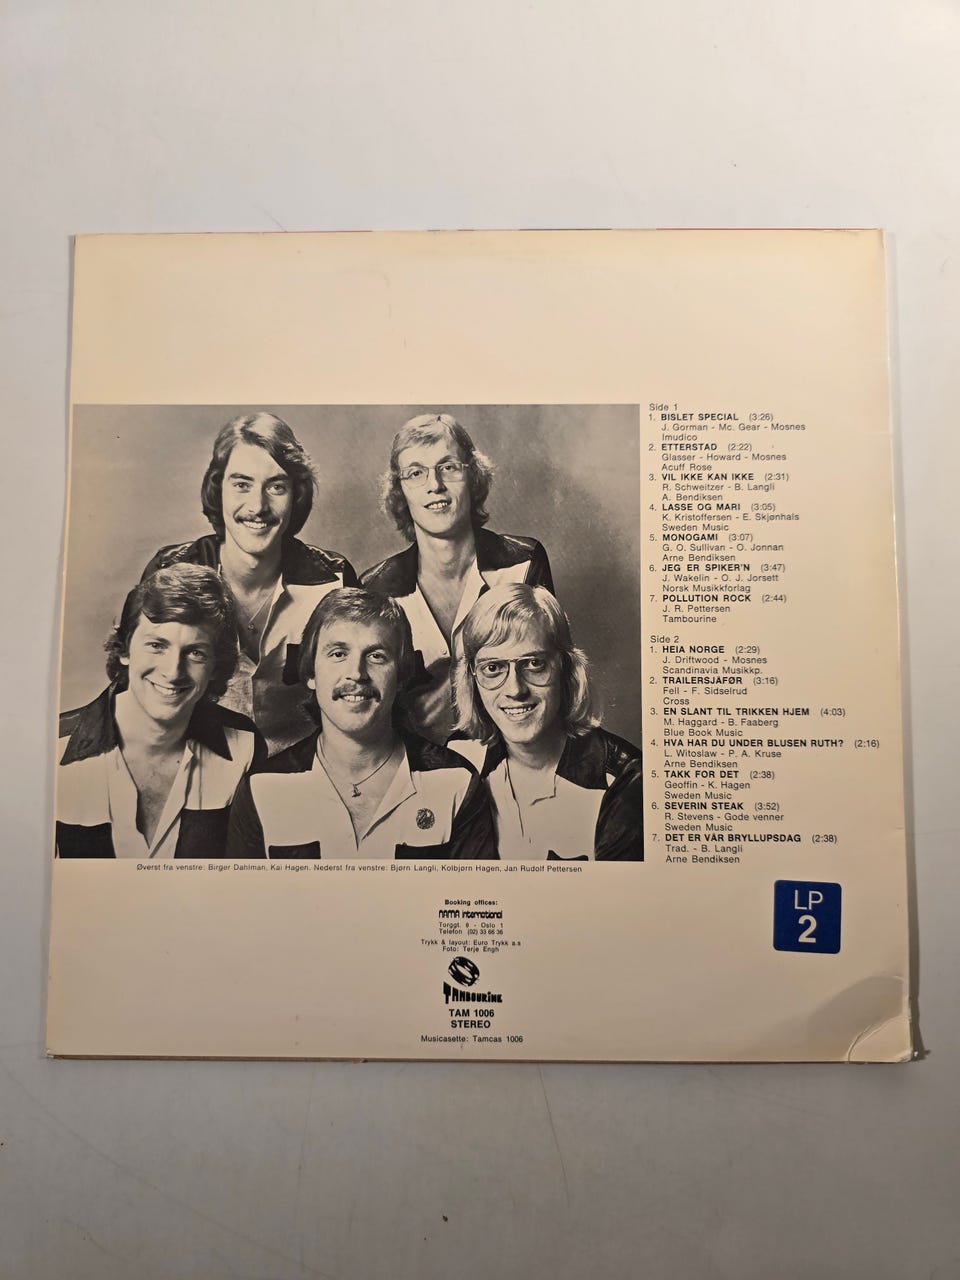 Side 1
1. BISLET SPECIAL (3:26)
J. Gorman - Mc. Gear - Mosnes
Imudico
2. ETTERSTAD (2:22)
Glasser - Howard - Mosnes
Acuff Rose
3. VIL IKKE KAN IKKE (2:31)
R. Schweitzer - B. Langli
A. Bendiksen
4. LASSE OG MARI (3:05)
K. Kristoffersen - E. Skjønhals
Sweden Music
5. MONOGAMI (3:07)
G. O. Sullivan - O. Jonnan
Arne Bendiksen
6. JEG ER SPIKER'N (3:47)
J. Wakelin - O. J. Jorsett
Norsk Musikkforlag
7. POLLUTION ROCK (2:44)
J. R. Pettersen
Tambourine
Side 2
1. HEIA NORGE (2:29)
J. Driftwood - Mosnes
Scandinavia Musikkp.
2. TRAILERSJÅFØR (3:16)
Fell - F. Sidselrud
Cross
3. EN SLANT TIL TRIKKEN HJEM (4:03)
M. Haggard - B. Faaberg
Blue Book Music
4. HVA HAR DU UNDER BLUSEN RUTH? (2:16)
L. Witoslaw - P. A. Kruse
Arne Bendiksen
5. TAKK FOR DET (2:38)
Geoffin - K. Hagen
Sweden Music
6. SEVERIN STEAK (3:52)
R. Stevens - Gode venner
Sweden Music
7. DET ER VÅR BRYLLUPSDAG (2:38)
Trad. - B. Langli
Arne Bendiksen
Øverst fra venstre: Birger Dahlman, Kai Hagen. Nederst fra venstre: Bjørn Langli, Kolbjørn Hagen, Jan Rudolf Pettersen
Booking offices:
NAMA international
Torggt. 8 - Oslo 1
Telefon (02) 33 66 36
Trykk & layout: Euro Trykk a.s
Foto: Terje Engh
TAMBOURINE
TAM 1006
STEREO
Musicasette: Tamcas 1006
LP
2